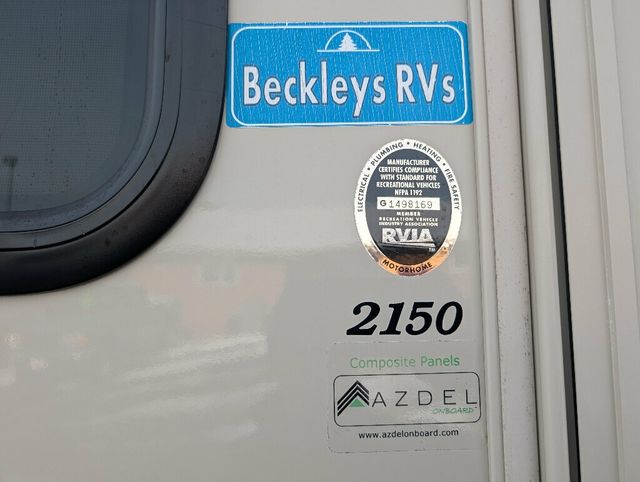 Beckleys RVs
ELECTRICAL • PLUMBING • HEATING • FIRE SAFETY
MANUFACTURER
CERTIFIES COMPLIANCE
WITH STANDARD FOR
RECREATIONAL VEHICLES
NFPA 1192
G1498169
MEMBER
RECREATION VEHICLE
INDUSTRY ASSOCIATION
RVIA
TM
MOTORHOME
2150
Composite Panels
AZDEL
ONBOARD
www.azdelonboard.com